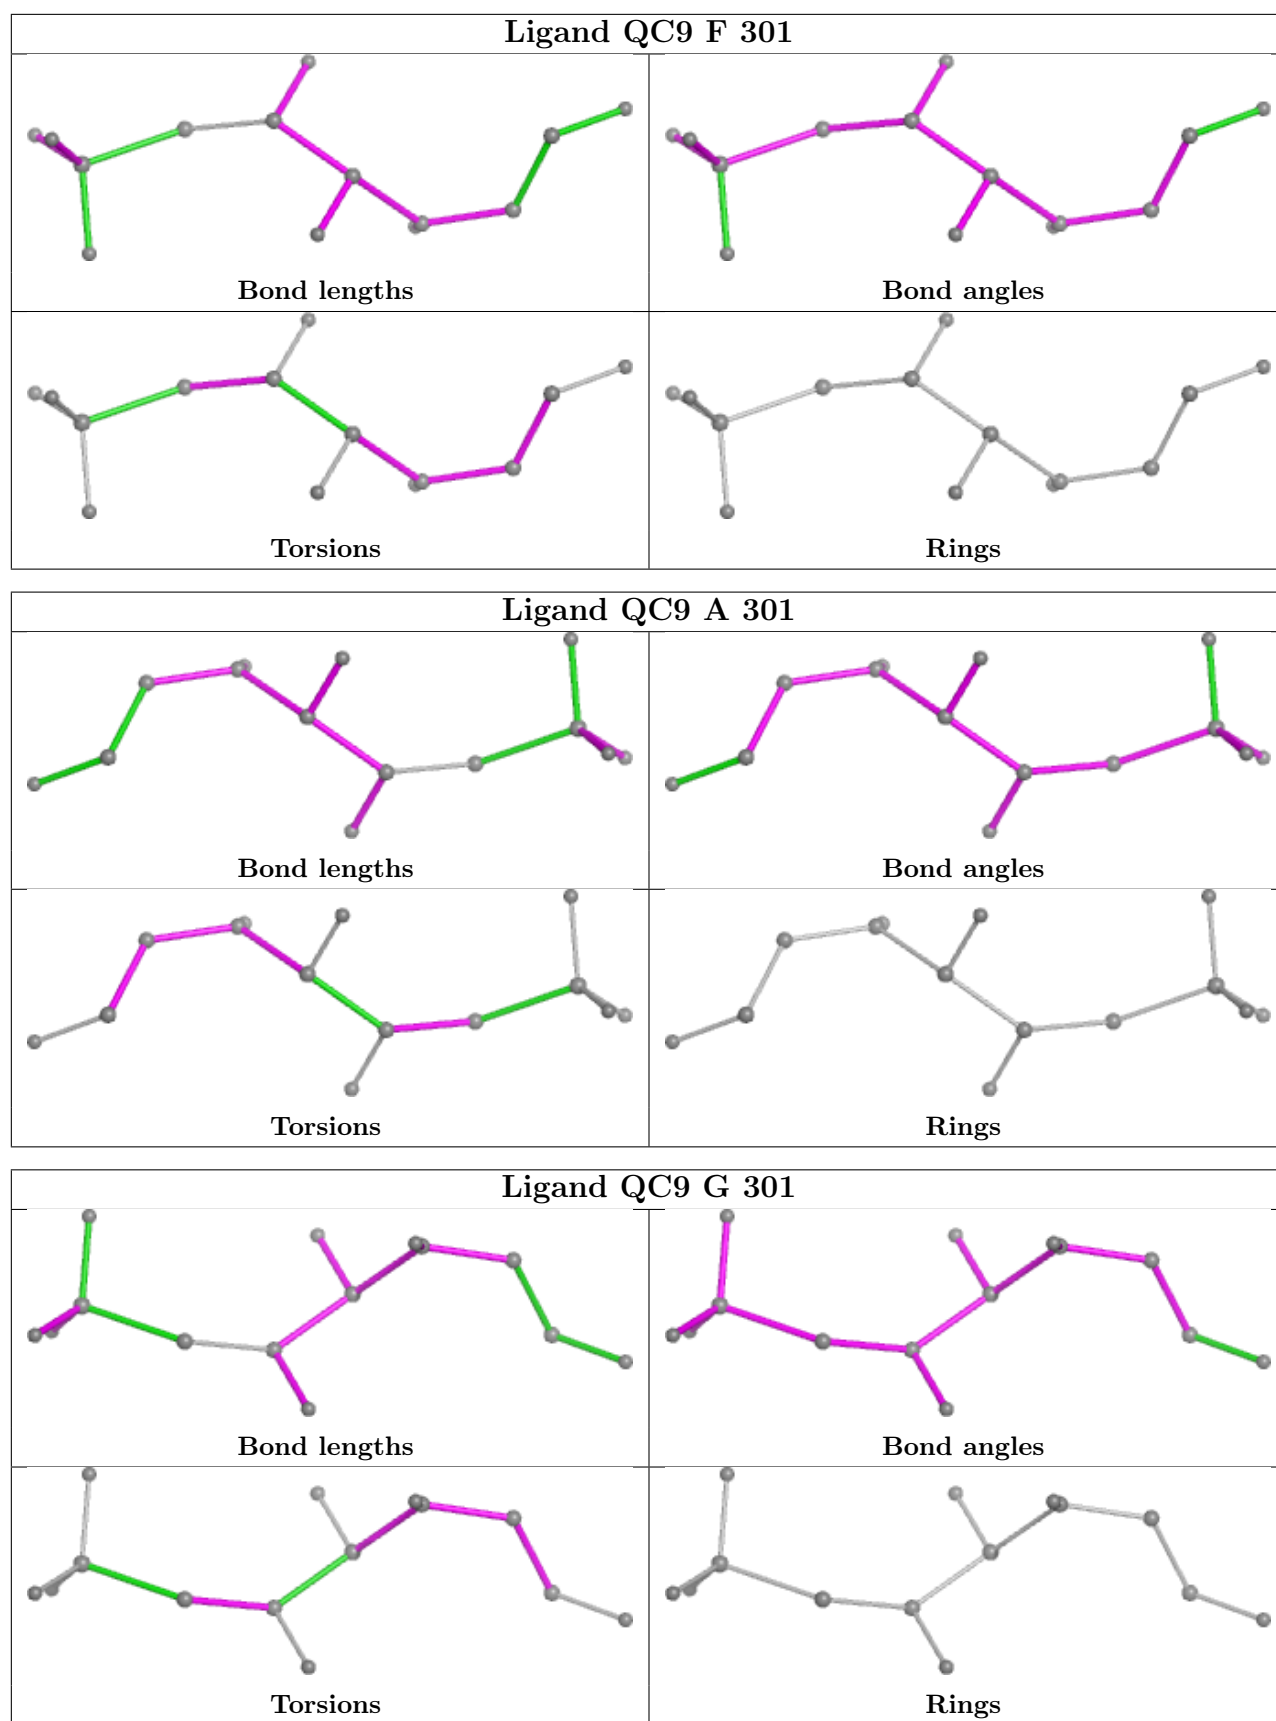 Ligand QC9 F 301
Bond lengths
Bond angles
Torsions
Rings
Ligand QC9 A 301
Bond lengths
Bond angles
Torsions
Rings
Ligand QC9 G 301
Bond lengths
Bond angles
Torsions
Rings